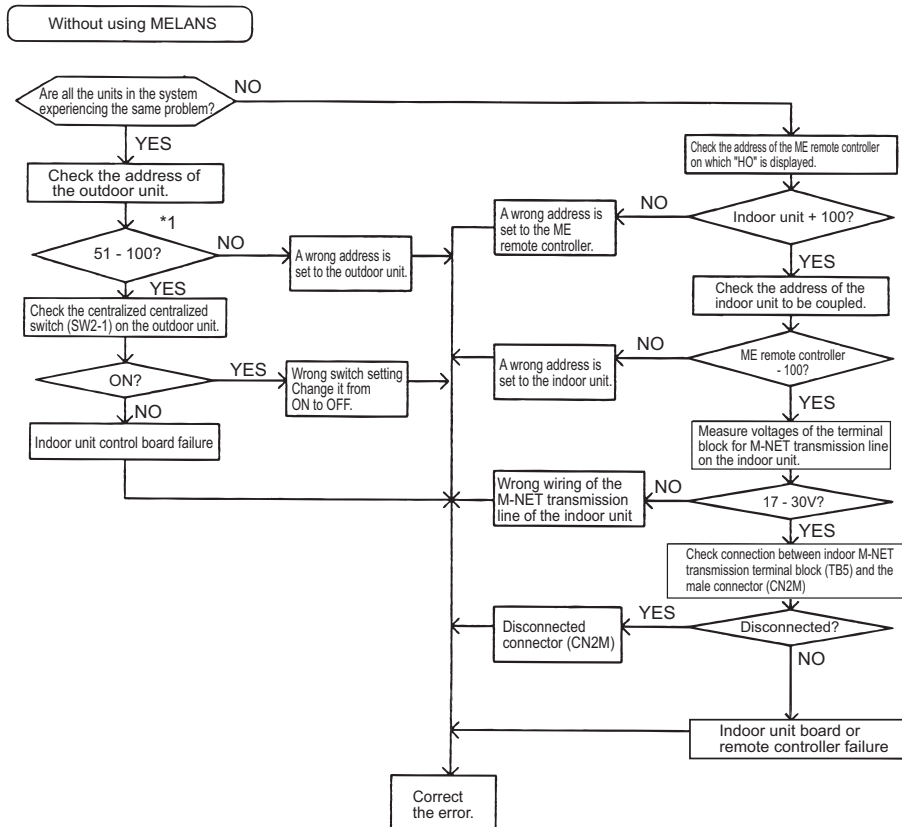 Without using MELANS
Are all the units in the system
experiencing the same problem?
NO
YES
Check the address of
the outdoor unit.
*1
51 - 100?
NO
A wrong address is
set to the outdoor unit.
YES
Check the centralized centralized
switch (SW2-1) on the outdoor unit.
ON?
YES
Wrong switch setting
Change it from
ON to OFF.
NO
Indoor unit control board failure
Check the address of the ME remote controller
on which "HO" is displayed.
Indoor unit + 100?
NO
A wrong address is
set to the ME
remote controller.
YES
Check the address of the
indoor unit to be coupled.
ME remote controller
- 100?
NO
A wrong address is
set to the indoor unit.
YES
Measure voltages of the terminal
block for M-NET transmission line
on the indoor unit.
17 - 30V?
NO
Wrong wiring of the
M-NET transmission
line of the indoor unit
YES
Check connection between indoor M-NET
transmission terminal block (TB5) and the
male connector (CN2M)
Disconnected?
YES
Disconnected
connector (CN2M)
NO
Indoor unit board or
remote controller failure
Correct
the error.